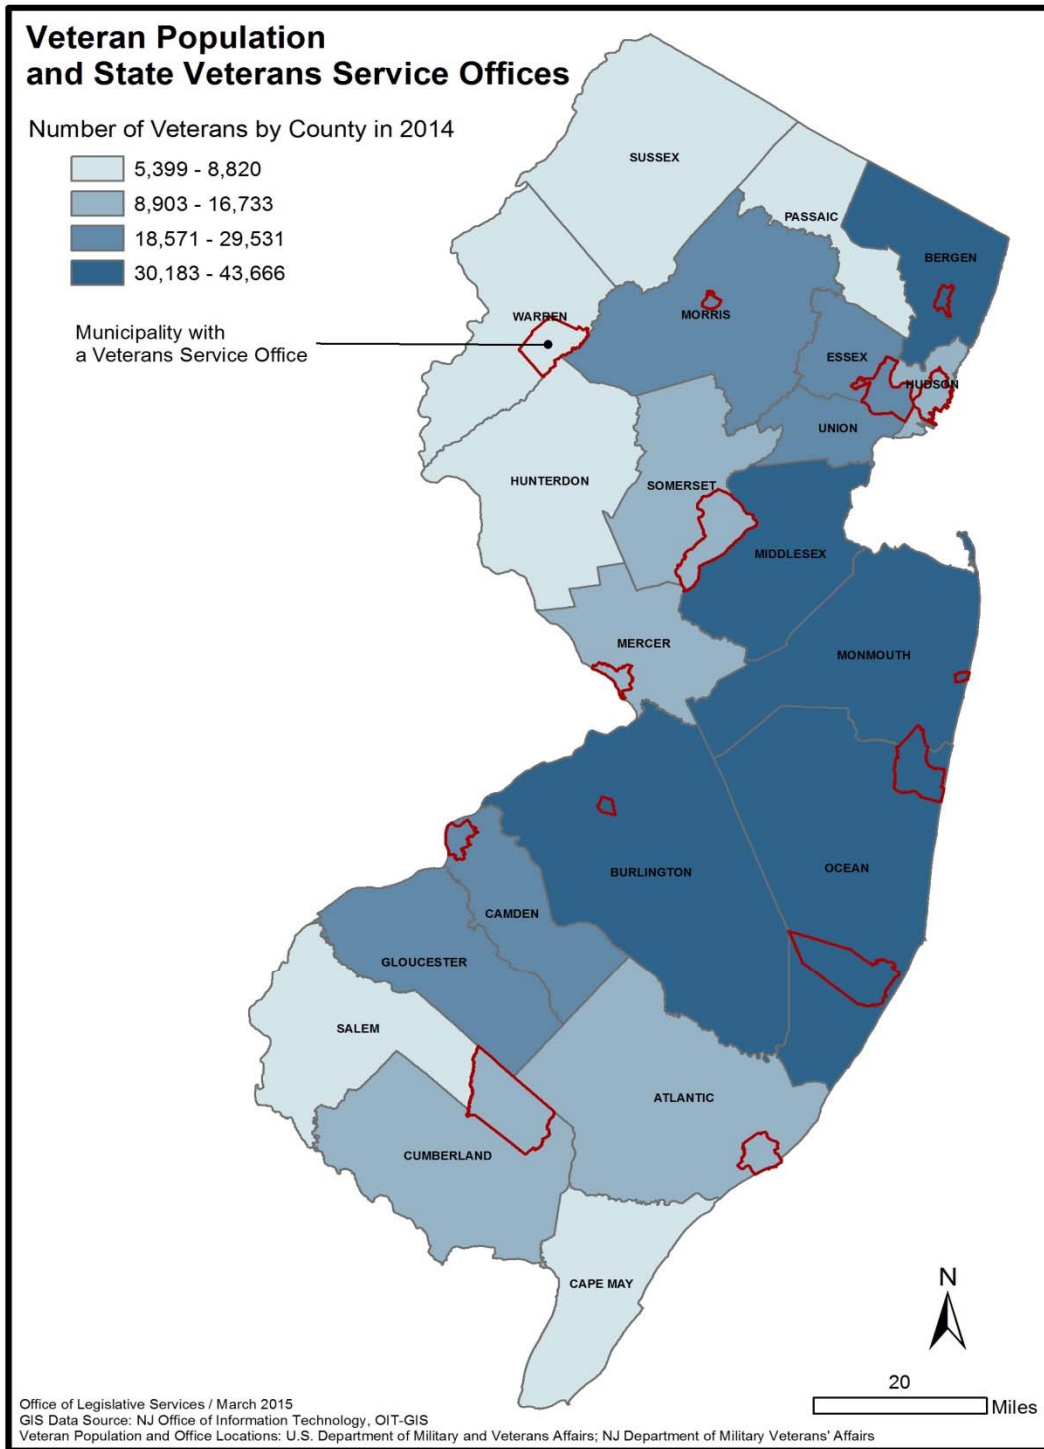 Veteran Population
and State Veterans Service Offices
Number of Veterans by County in 2014
5,399 - 8,820
8,903 - 16,733
18,571 - 29,531
30,183 - 43,666
Municipality with
a Veterans Service Office
SUSSEX
PASSAIC
BERGEN
WARREN
MORRIS
ESSEX
HUDSON
UNION
HUNTERDON
SOMERSET
MIDDLESEX
MERCER
MONMOUTH
OCEAN
BURLINGTON
CAMDEN
GLOUCESTER
SALEM
ATLANTIC
CUMBERLAND
CAPE MAY
N
20
Miles
Office of Legislative Services / March 2015
GIS Data Source: NJ Office of Information Technology, OIT-GIS
Veteran Population and Office Locations: U.S. Department of Military and Veterans Affairs; NJ Department of Military Veterans' Affairs